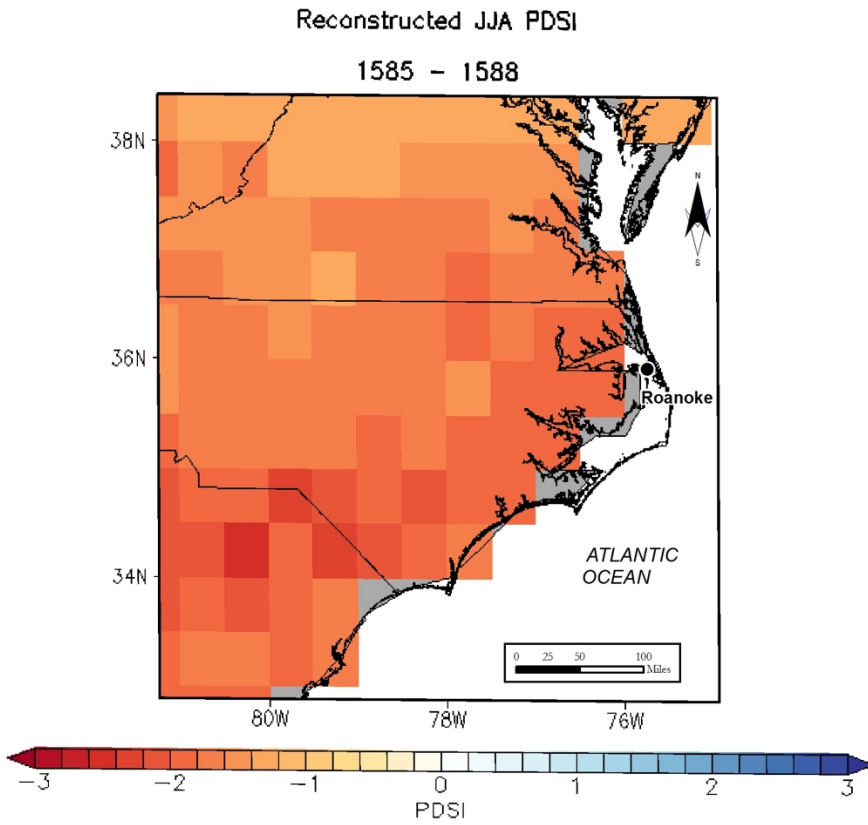 Reconstructed JJA PDSI
1585 – 1588
38N
N
S
36N
Roanoke
34N
ATLANTIC
OCEAN
0 25 50 100
Miles
80W 78W 76W
−3 −2 −1 0 1 2 3
PDSI